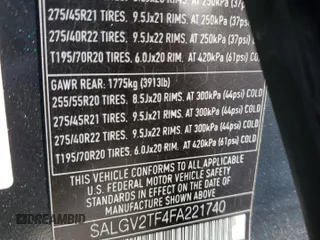 275/45R21 TIRES. 9.5Jx21 RIMS. AT 250kPa (37psi)
275/40R22 TIRES. 9.5Jx22 RIMS. AT 250kPa (37psi)
T195/70R20 TIRES. 6.0Jx20 RIMS. AT 420kPa (61psi) COLD
GAWR REAR: 1775kg (3913lb)
255/55R20 TIRES. 8.5Jx20 RIMS. AT 300kPa (44psi) COLD
275/45R21 TIRES. 9.5Jx21 RIMS. AT 300kPa (44psi) COLD
275/40R22 TIRES. 9.5Jx22 RIMS. AT 300kPa (44psi) COLD
T195/70R20 TIRES. 6.0Jx20 RIMS. AT 420kPa (61psi) COLD
THIS VEHICLE CONFORMS TO ALL APPLICABLE
FEDERAL MOTOR VEHICLE SAFETY, BUMPER,
AND THEFT PREVENTION STANDARDS IN EFFECT
ON THE DATE OF MANUFACTURE SHOWN ABOVE.
SALGV2TF4FA221740